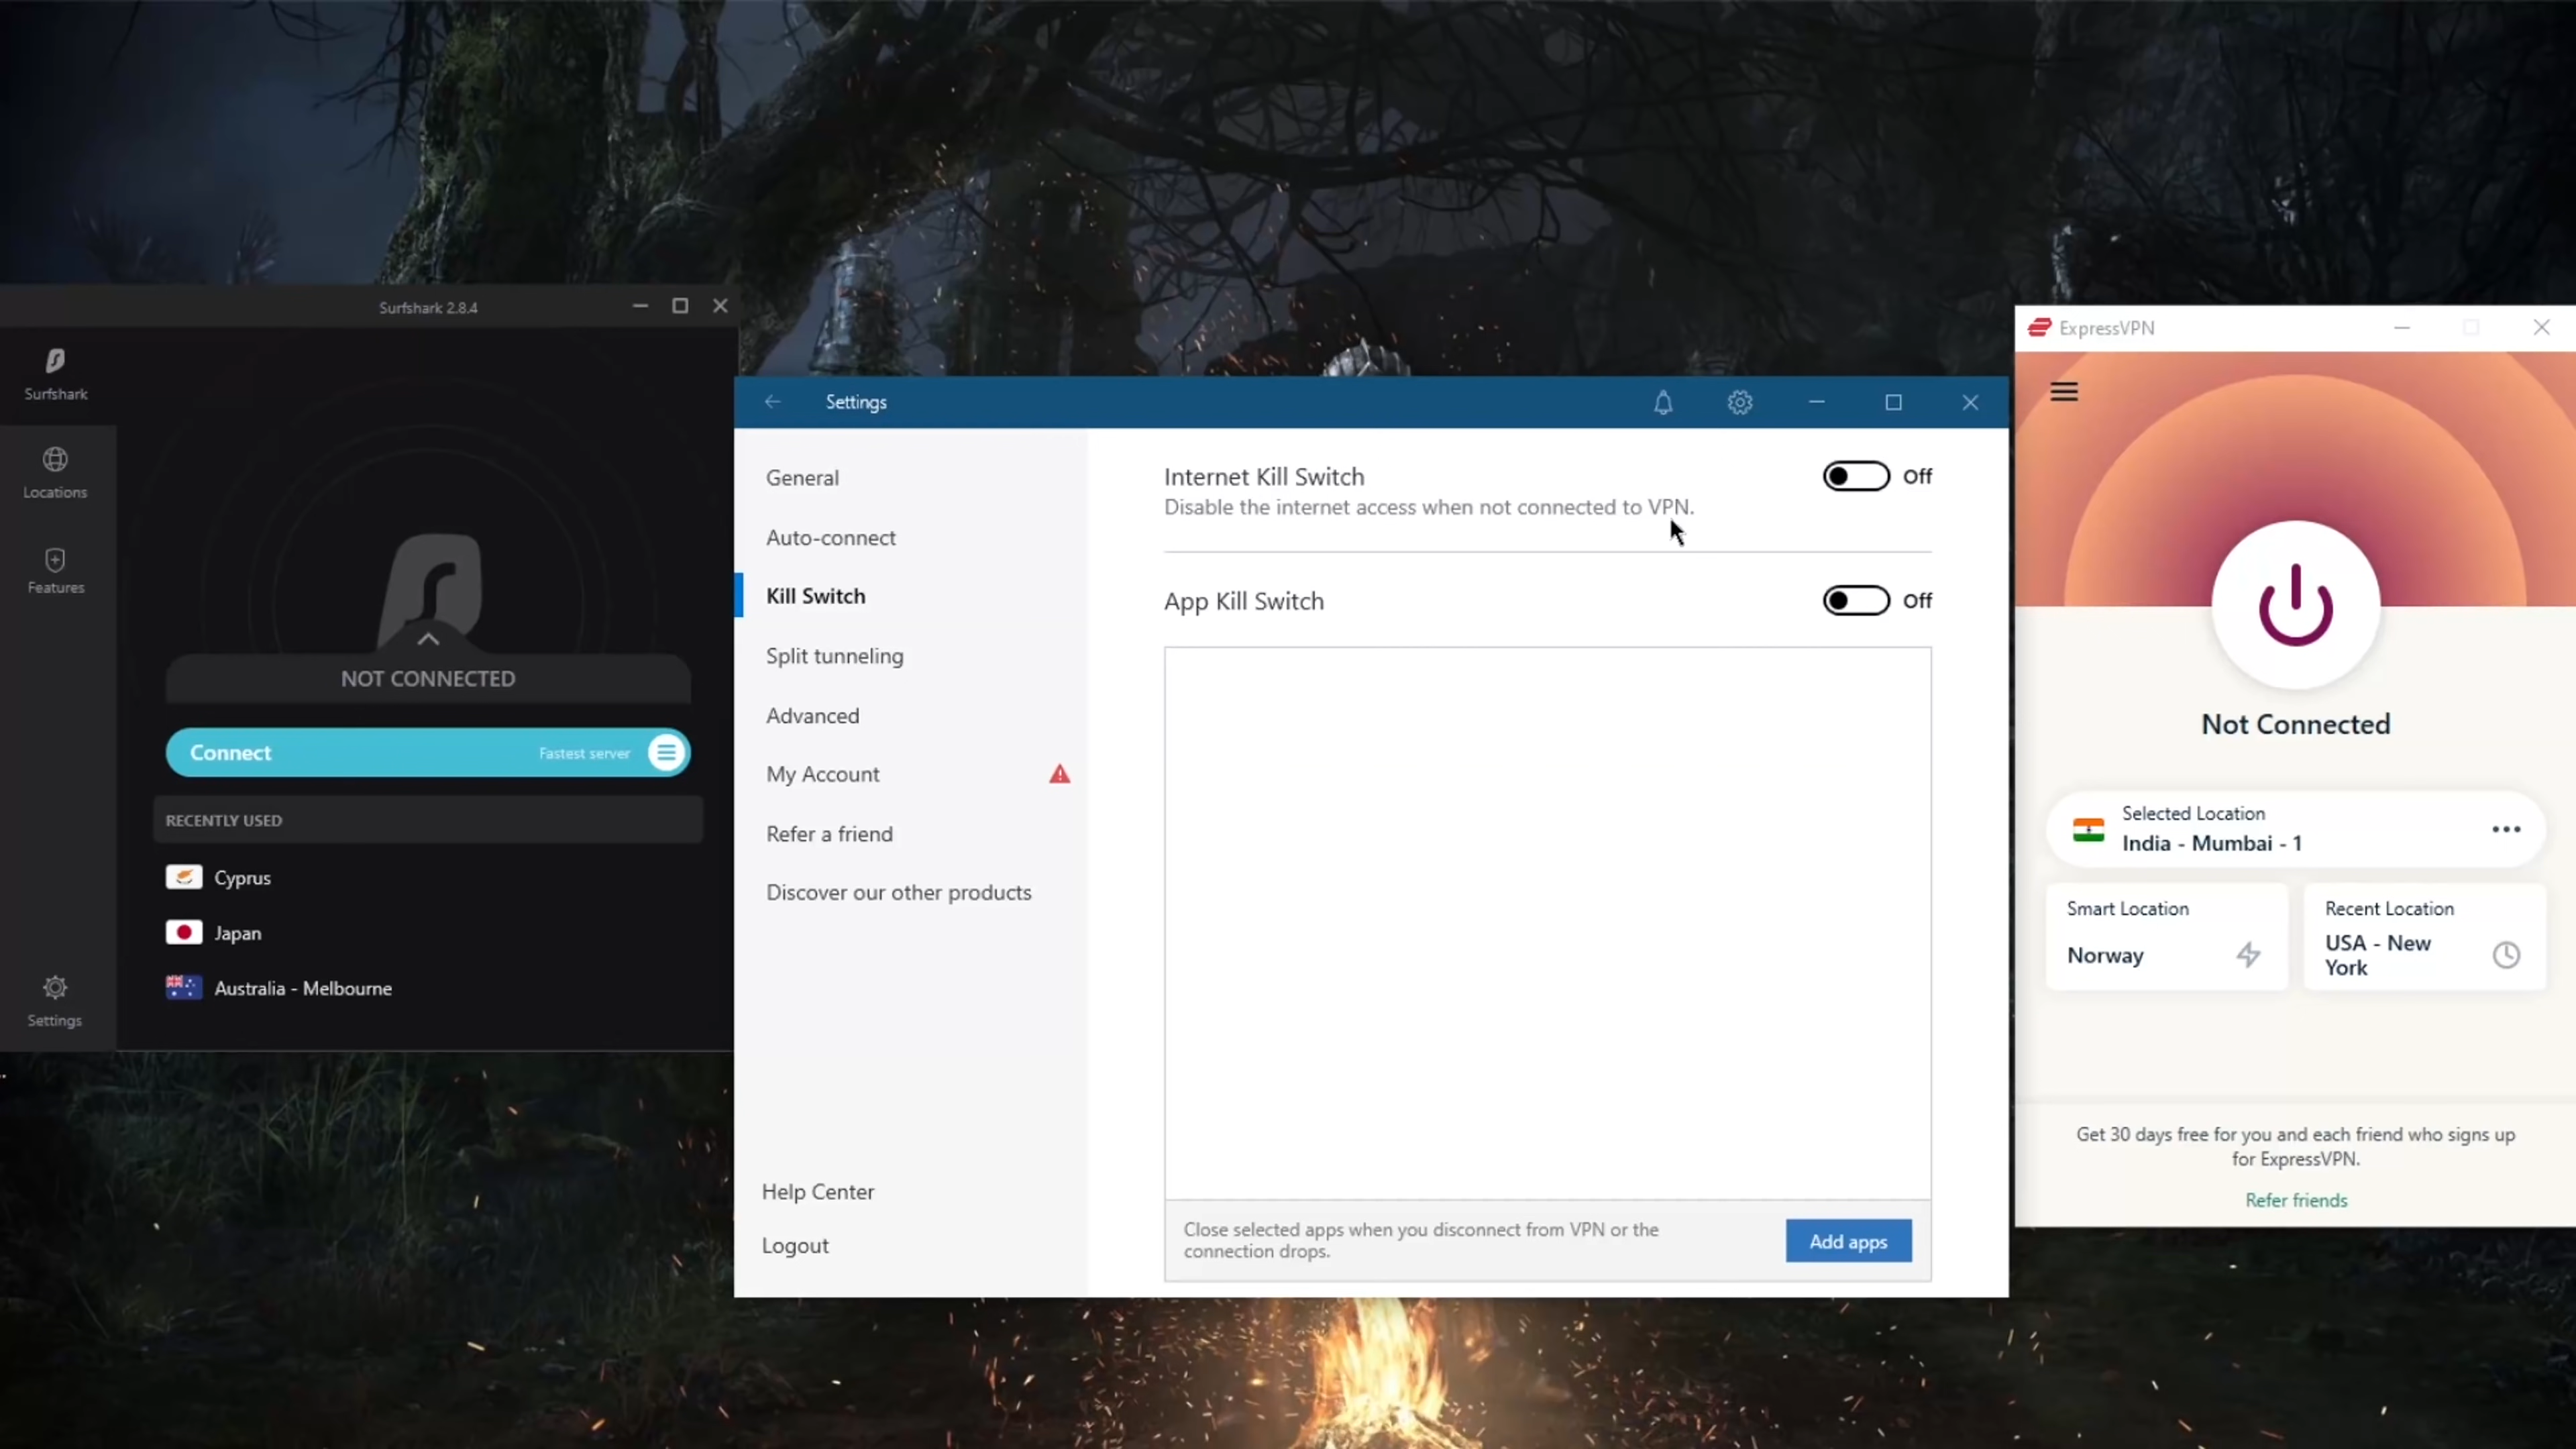 Surfshark 2.8.4
Surfshark
Locations
Features
Settings
NOT CONNECTED
Connect
Fastest server
RECENTLY USED
Cyprus
Japan
Australia - Melbourne
Settings
General
Auto-connect
Kill Switch
Split tunneling
Advanced
My Account
Refer a friend
Discover our other products
Help Center
Logout
Internet Kill Switch
Off
Disable the internet access when not connected to VPN.
App Kill Switch
Off
Close selected apps when you disconnect from VPN or the
connection drops.
Add apps
ExpressVPN
Not Connected
Selected Location
India - Mumbai - 1
Smart Location
Norway
Recent Location
USA - New
York
Get 30 days free for you and each friend who signs up
for ExpressVPN.
Refer friends